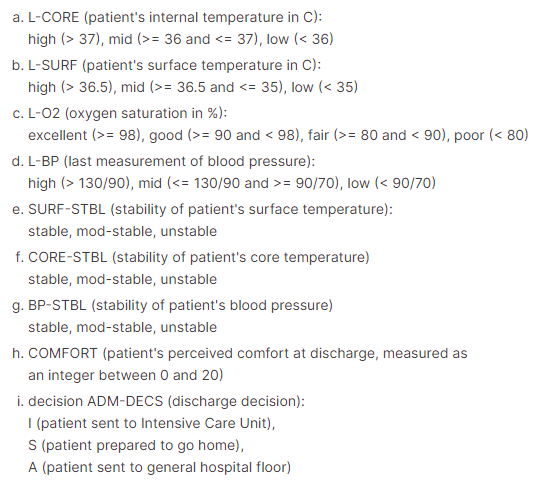 a. L-CORE (patient's internal temperature in C):
high (> 37), mid (>= 36 and <= 37), low (< 36)
b. L-SURF (patient's surface temperature in C):
high (> 36.5), mid (>= 36.5 and <= 35), low (< 35)
c. L-O2 (oxygen saturation in %):
excellent (>= 98), good (>= 90 and < 98), fair (>= 80 and < 90), poor (< 80)
d. L-BP (last measurement of blood pressure):
high (> 130/90), mid (<= 130/90 and >= 90/70), low (< 90/70)
e. SURF-STBL (stability of patient's surface temperature):
stable, mod-stable, unstable
f. CORE-STBL (stability of patient's core temperature)
stable, mod-stable, unstable
g. BP-STBL (stability of patient's blood pressure)
stable, mod-stable, unstable
h. COMFORT (patient's perceived comfort at discharge, measured as
an integer between 0 and 20)
i. decision ADM-DECS (discharge decision):
I (patient sent to Intensive Care Unit),
S (patient prepared to go home),
A (patient sent to general hospital floor)